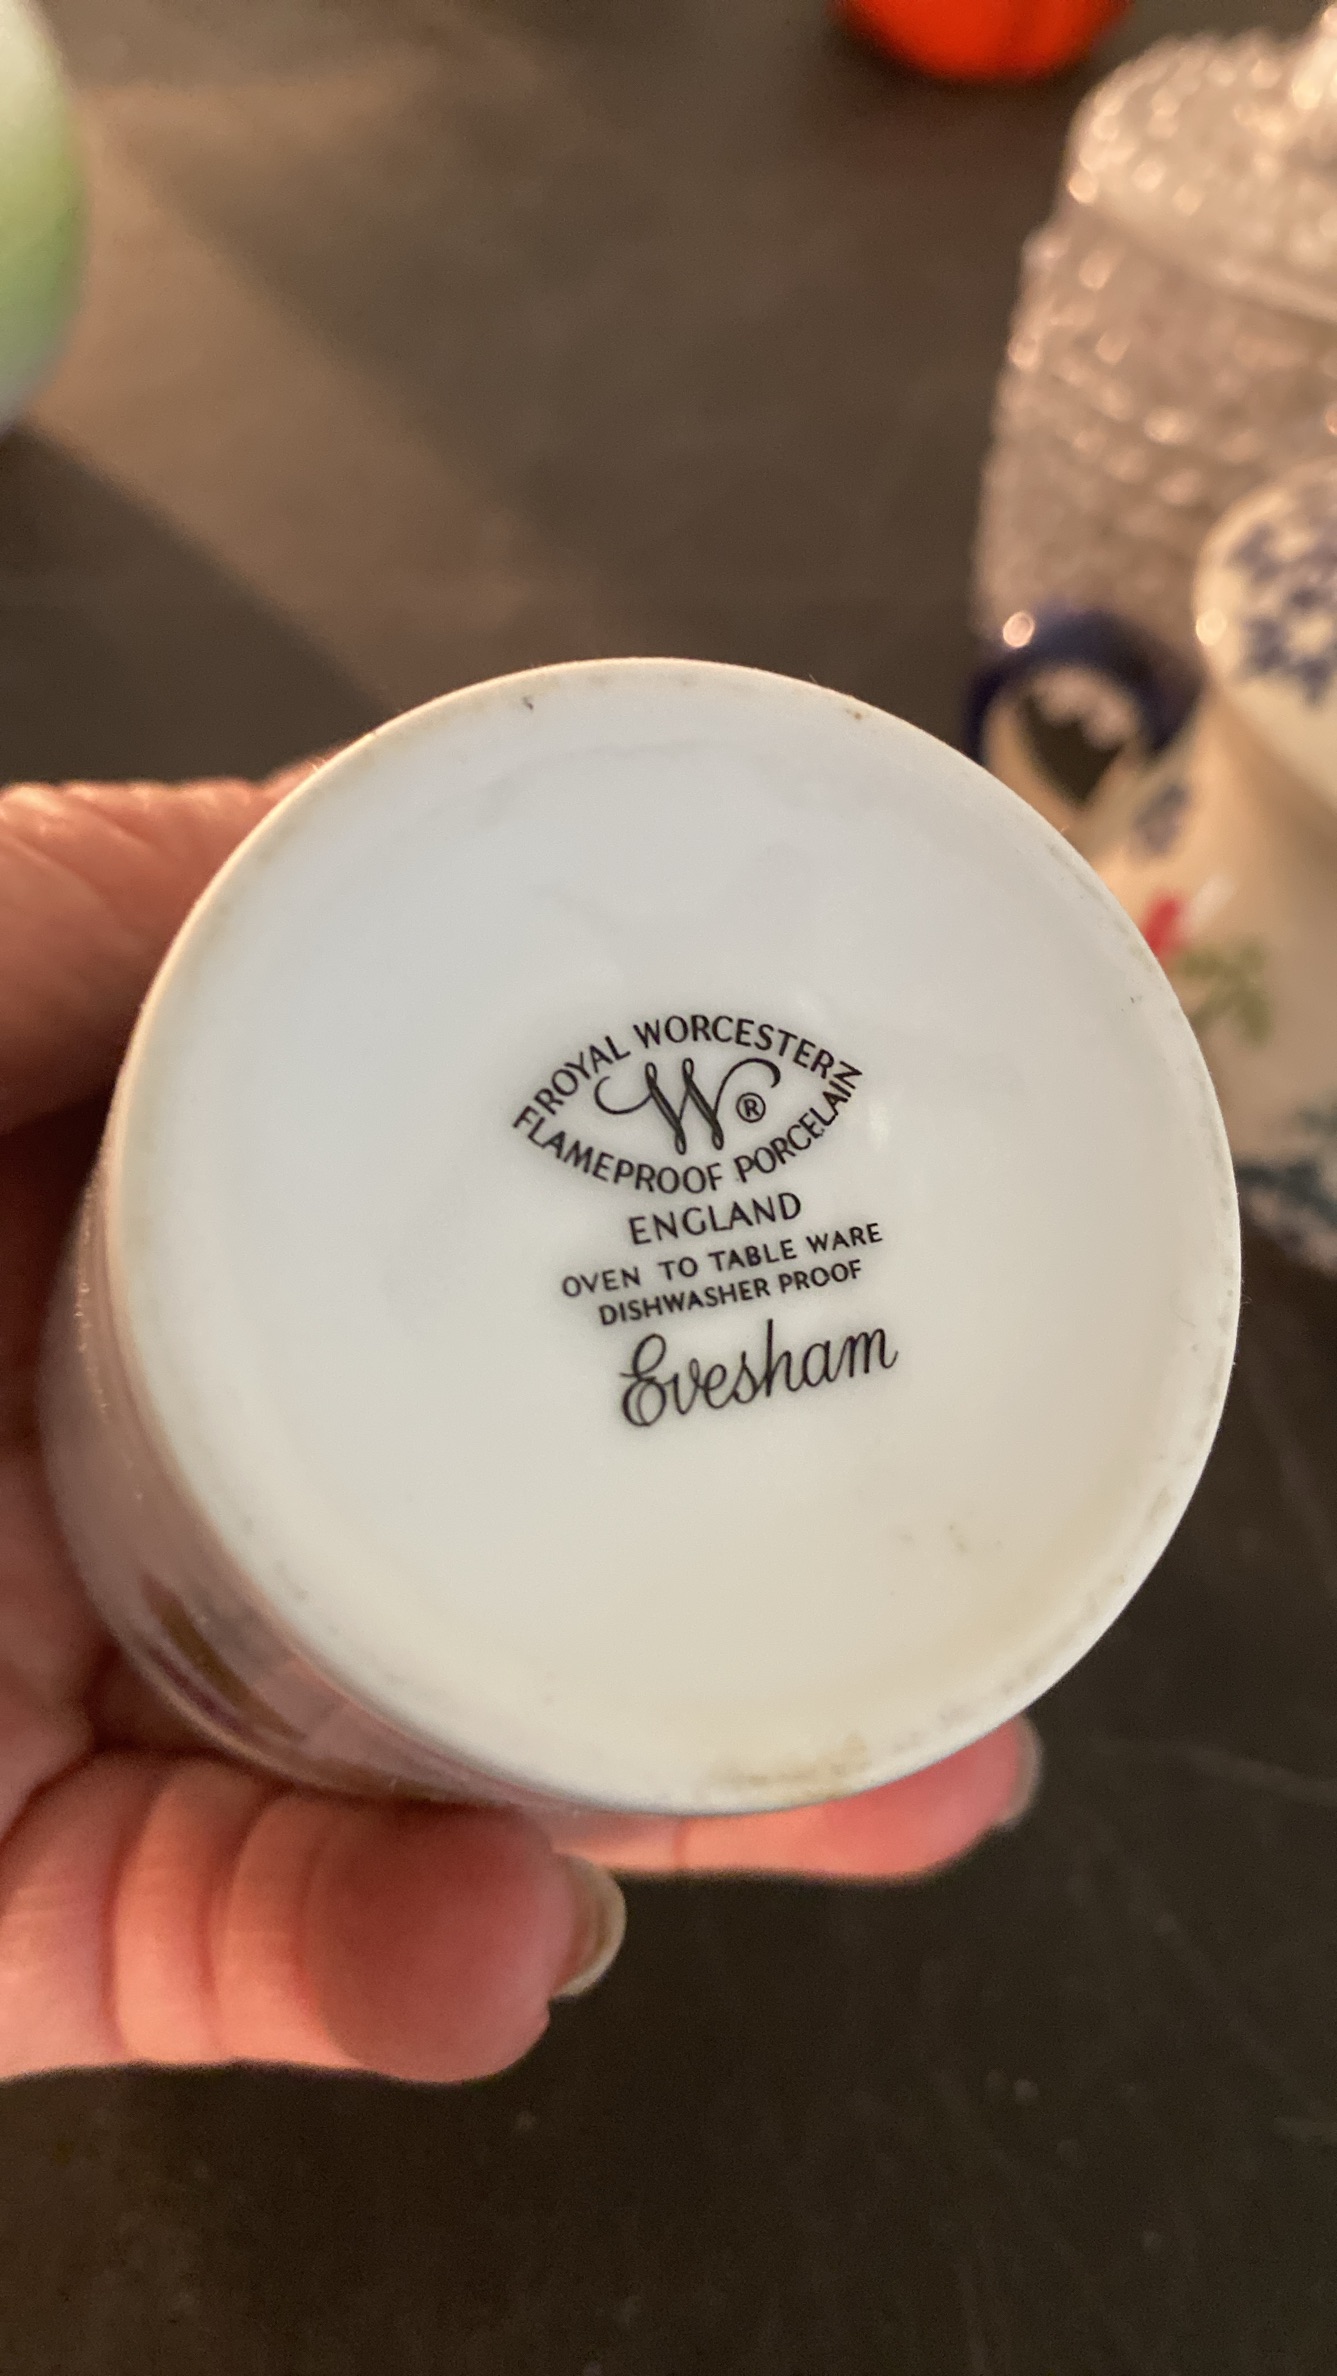 ROYAL WORCESTER
W®
FLAMEPROOF PORCELAIN
ENGLAND
OVEN TO TABLE WARE
DISHWASHER PROOF
Evesham